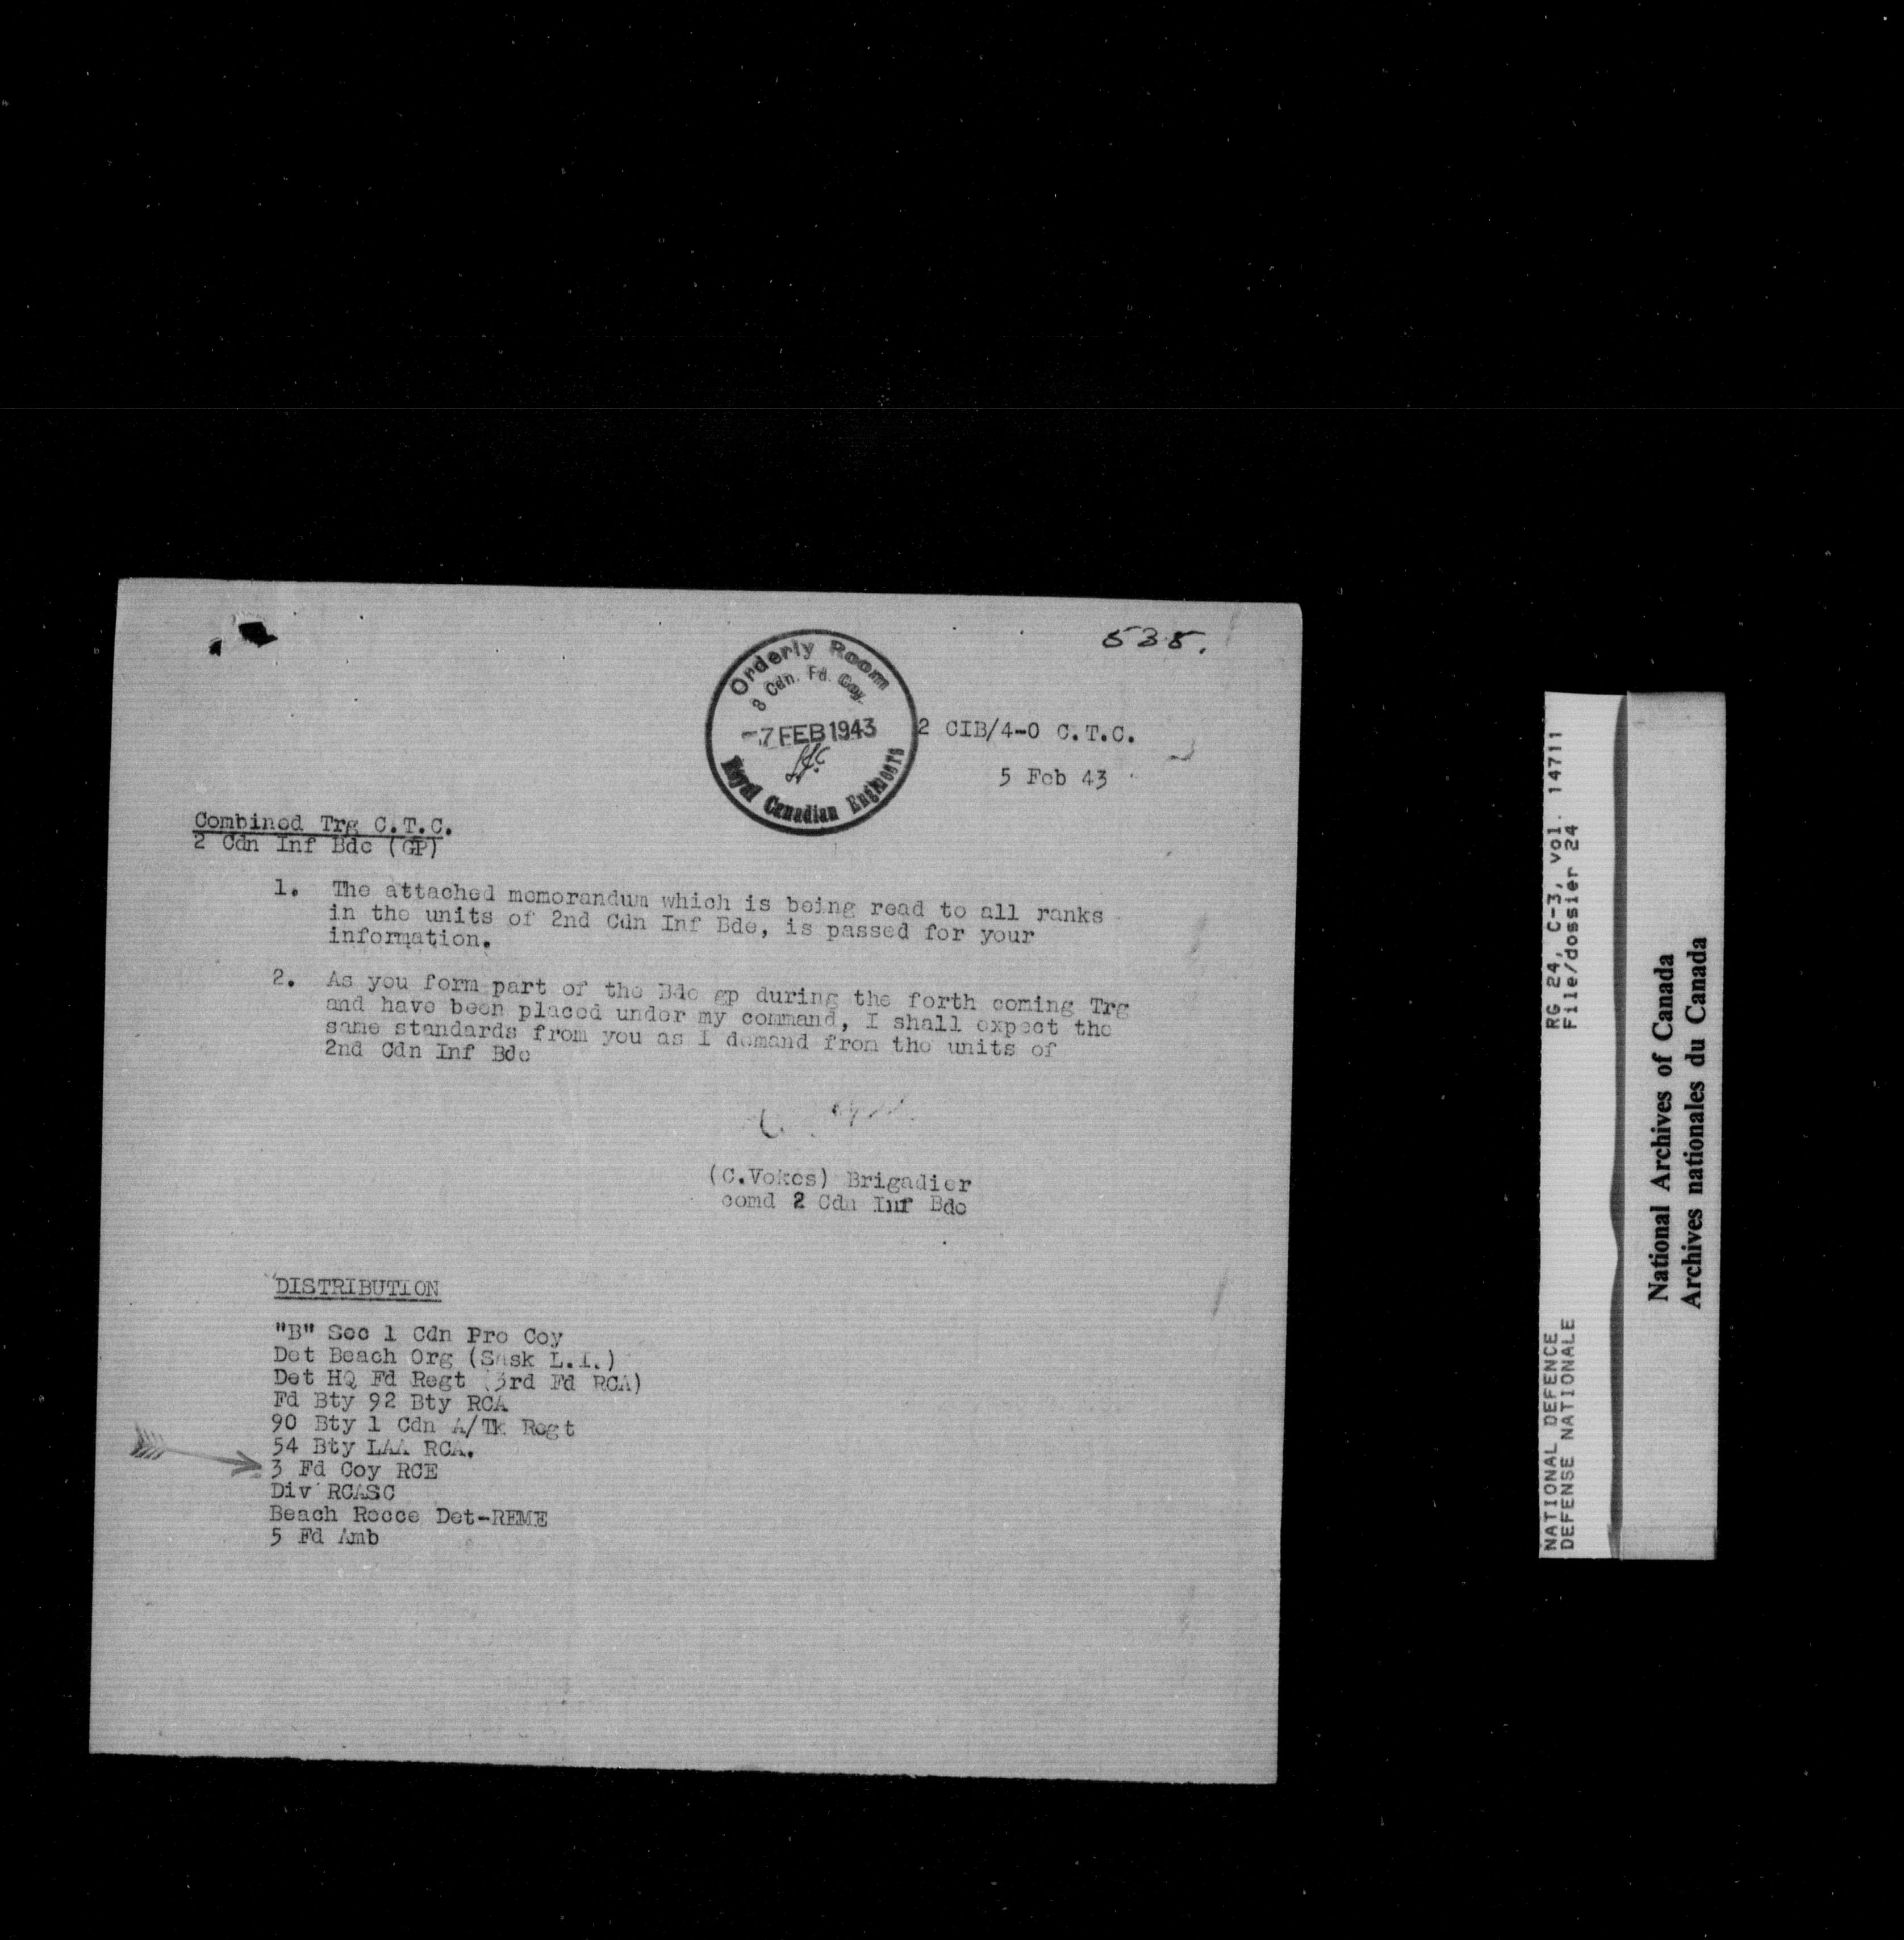 535.
Orderly Room
8 Cdn. Fd. Coy.
-7 FEB 1943
Royal Canadian Engineers
2 CIB/4-0 C.T.C.
5 Feb 43
Combined Trg C.T.C.
2 Cdn Inf Bde (GP)
1. The attached memorandum which is being read to all ranks
in the units of 2nd Cdn Inf Bde, is passed for your
information.
2. As you form part of the Bde gp during the forth coming Trg
and have been placed under my command, I shall expect the
same standards from you as I demand from the units of
2nd Cdn Inf Bde
(C.Vokes) Brigadier
comd 2 Cdn Inf Bde
DISTRIBUTION
"B" Sec 1 Cdn Pro Coy
Det Beach Org (Sask L.I.)
Det HQ Fd Regt (3rd Fd RCA)
Fd Bty 92 Bty RCA
90 Bty 1 Cdn A/Tk Regt
54 Bty LAA RCA.
3 Fd Coy RCE
Div RCASC
Beach Recce Det-REME
5 Fd Amb
RG 24, C-3, vol. 14711
File/dossier 24
NATIONAL DEFENCE
DEFENSE NATIONALE
National Archives of Canada
Archives nationales du Canada